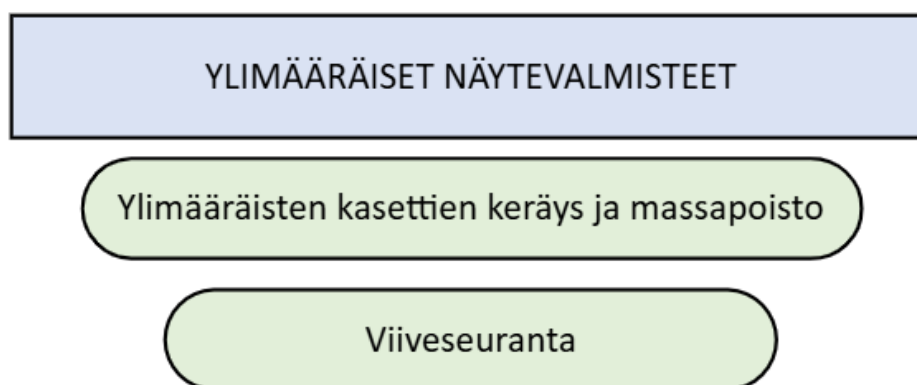 YLIMÄÄRÄISET NÄYTEVALMISTEET
Ylimääräisten kasettien keräys ja massapoisto
Viiveseuranta